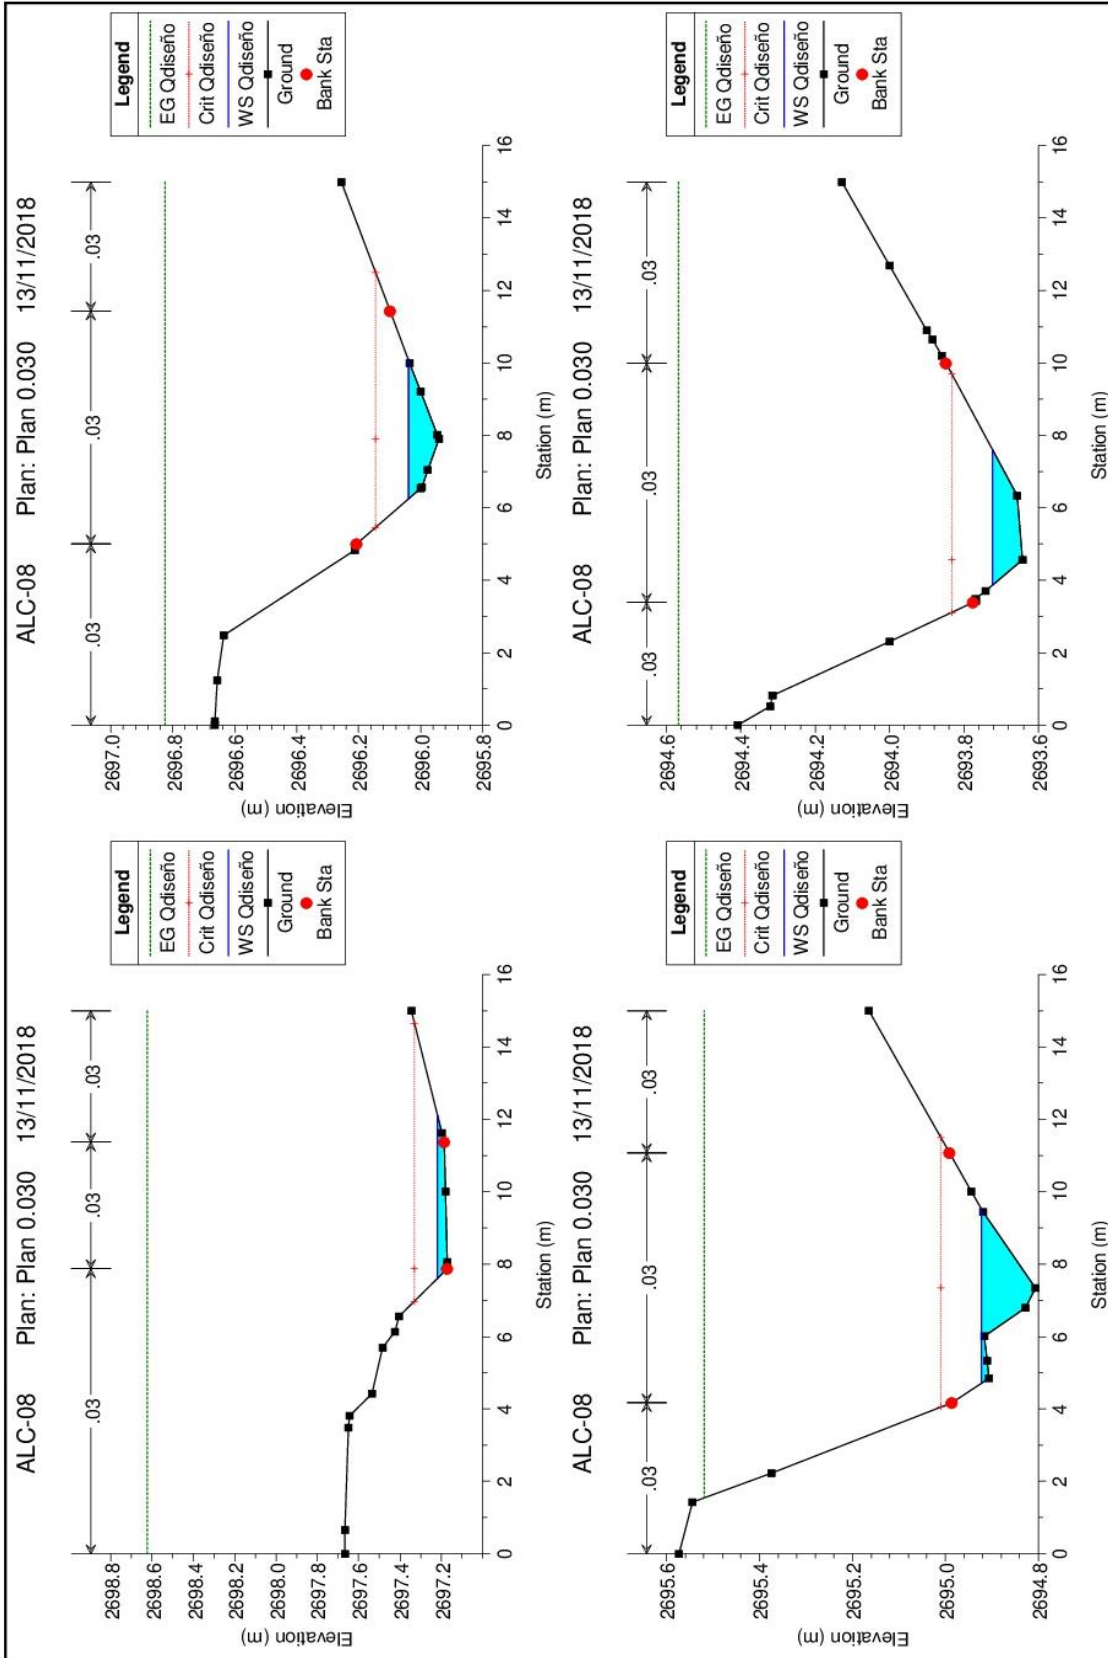 ALC-08 Plan: Plan 0.030 13/11/2018
.03
.03
.03
2698.8
2698.6
2698.4
2698.2
2698.0
2697.8
2697.6
2697.4
2697.2
Elevation (m)
0 2 4 6 8 10 12 14 16
Station (m)
Legend
EG Qdiseño
Crit Qdiseño
WS Qdiseño
Ground
Bank Sta
ALC-08 Plan: Plan 0.030 13/11/2018
.03
.03
.03
2697.0
2696.8
2696.6
2696.4
2696.2
2696.0
2695.8
Elevation (m)
0 2 4 6 8 10 12 14 16
Station (m)
Legend
EG Qdiseño
Crit Qdiseño
WS Qdiseño
Ground
Bank Sta
ALC-08 Plan: Plan 0.030 13/11/2018
.03
.03
.03
2695.6
2695.4
2695.2
2695.0
2694.8
Elevation (m)
0 2 4 6 8 10 12 14 16
Station (m)
Legend
EG Qdiseño
Crit Qdiseño
WS Qdiseño
Ground
Bank Sta
ALC-08 Plan: Plan 0.030 13/11/2018
.03
.03
.03
2694.6
2694.4
2694.2
2694.0
2693.8
2693.6
Elevation (m)
0 2 4 6 8 10 12 14 16
Station (m)
Legend
EG Qdiseño
Crit Qdiseño
WS Qdiseño
Ground
Bank Sta